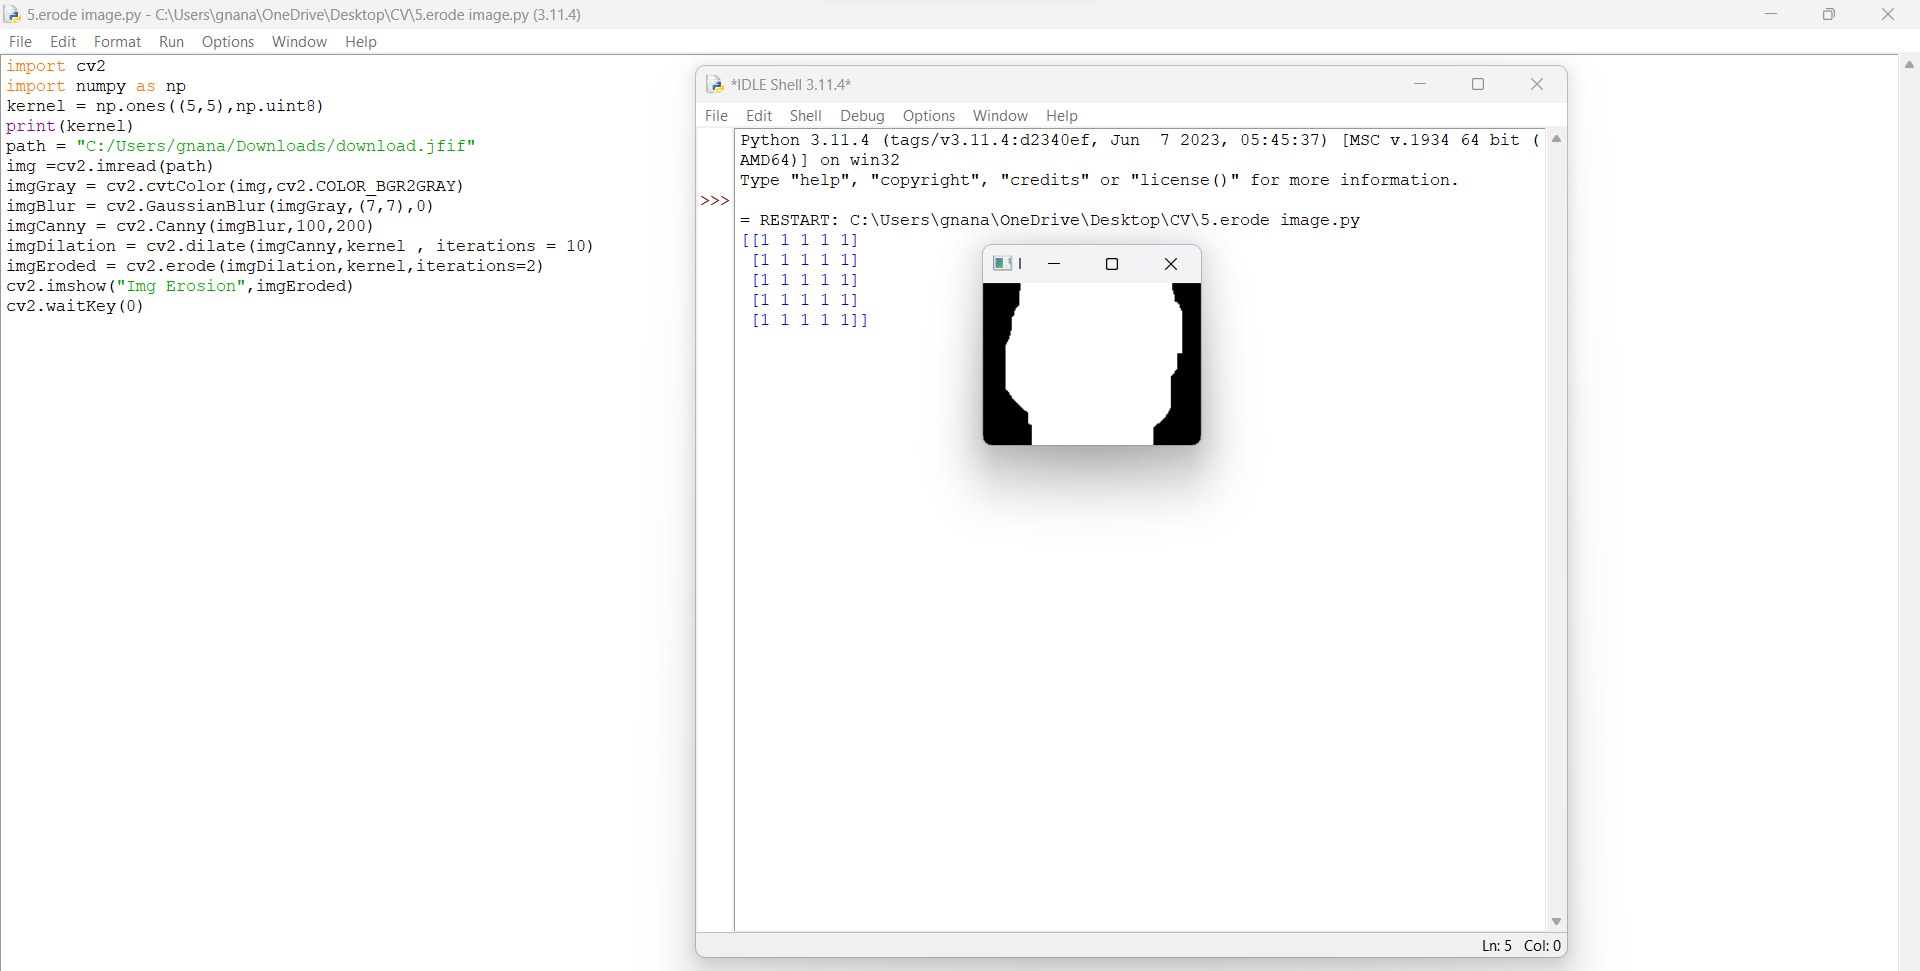 5.erode image.py - C:\Users\gnana\OneDrive\Desktop\CV\5.erode image.py (3.11.4)
File Edit Format Run Options Window Help
import cv2
import numpy as np
kernel = np.ones((5,5),np.uint8)
print(kernel)
path = "C:/Users/gnana/Downloads/download.jfif"
img =cv2.imread(path)
imgGray = cv2.cvtColor(img,cv2.COLOR_BGR2GRAY)
imgBlur = cv2.GaussianBlur(imgGray,(7,7),0)
imgCanny = cv2.Canny(imgBlur,100,200)
imgDilation = cv2.dilate(imgCanny,kernel , iterations = 10)
imgEroded = cv2.erode(imgDilation,kernel,iterations=2)
cv2.imshow("Img Erosion",imgEroded)
cv2.waitKey(0)
*IDLE Shell 3.11.4*
File Edit Shell Debug Options Window Help
Python 3.11.4 (tags/v3.11.4:d2340ef, Jun  7 2023, 05:45:37) [MSC v.1934 64 bit (
AMD64)] on win32
Type "help", "copyright", "credits" or "license()" for more information.
>>>
= RESTART: C:\Users\gnana\OneDrive\Desktop\CV\5.erode image.py
[[1 1 1 1 1]
 [1 1 1 1 1]
 [1 1 1 1 1]
 [1 1 1 1 1]
 [1 1 1 1 1]]
I
Ln: 5 Col: 0